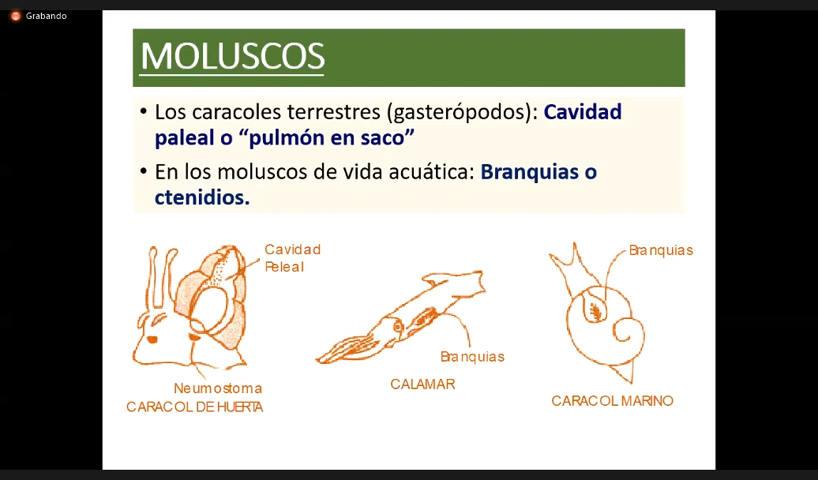 Grabando
MOLUSCOS
• Los caracoles terrestres (gasterópodos): Cavidad
paleal o “pulmón en saco”
• En los moluscos de vida acuática: Branquias o
ctenidios.
Cavidad
Peleal
Neumostoma
CARACOL DE HUERTA
Branquias
CALAMAR
Branquias
CARACOL MARINO